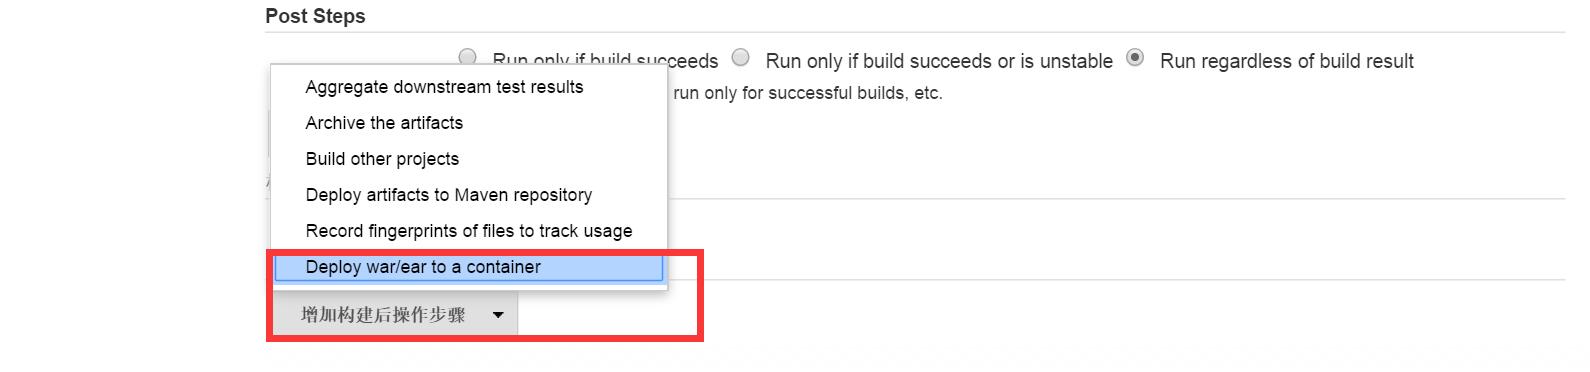 Post Steps
Run only if build succeeds Run only if build succeeds or is unstable Run regardless of build result
run only for successful builds, etc.
Aggregate downstream test results
Archive the artifacts
Build other projects
Deploy artifacts to Maven repository
Record fingerprints of files to track usage
Deploy war/ear to a container
增加构建后操作步骤